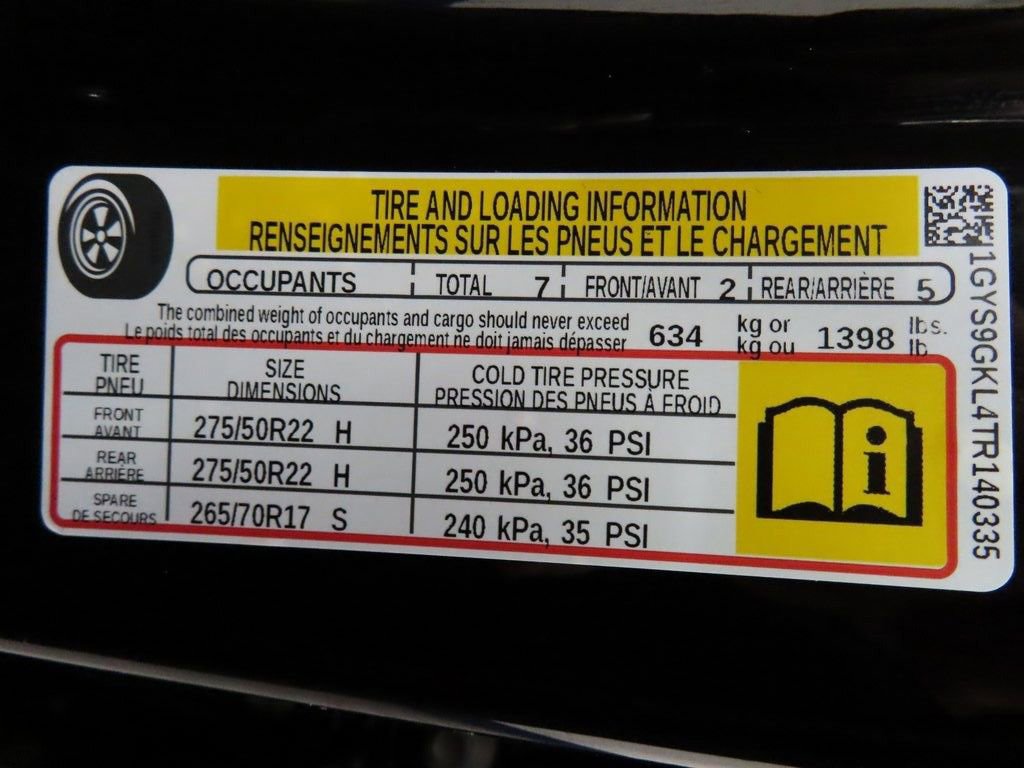 TIRE AND LOADING INFORMATION
RENSEIGNEMENTS SUR LES PNEUS ET LE CHARGEMENT
OCCUPANTS TOTAL 7 FRONT/AVANT 2 REAR/ARRIÈRE 5
The combined weight of occupants and cargo should never exceed 634 kg or 1398 lbs.
Le poids total des occupants et du chargement ne doit jamais dépasser kg ou lb
TIRE SIZE COLD TIRE PRESSURE
PNEU DIMENSIONS PRESSION DES PNEUS À FROID
FRONT
AVANT 275/50R22 H 250 kPa, 36 PSI
REAR
ARRIÈRE 275/50R22 H 250 kPa, 36 PSI
SPARE
DE SECOURS 265/70R17 S 240 kPa, 35 PSI
i
1GYS9GKL4TR140335